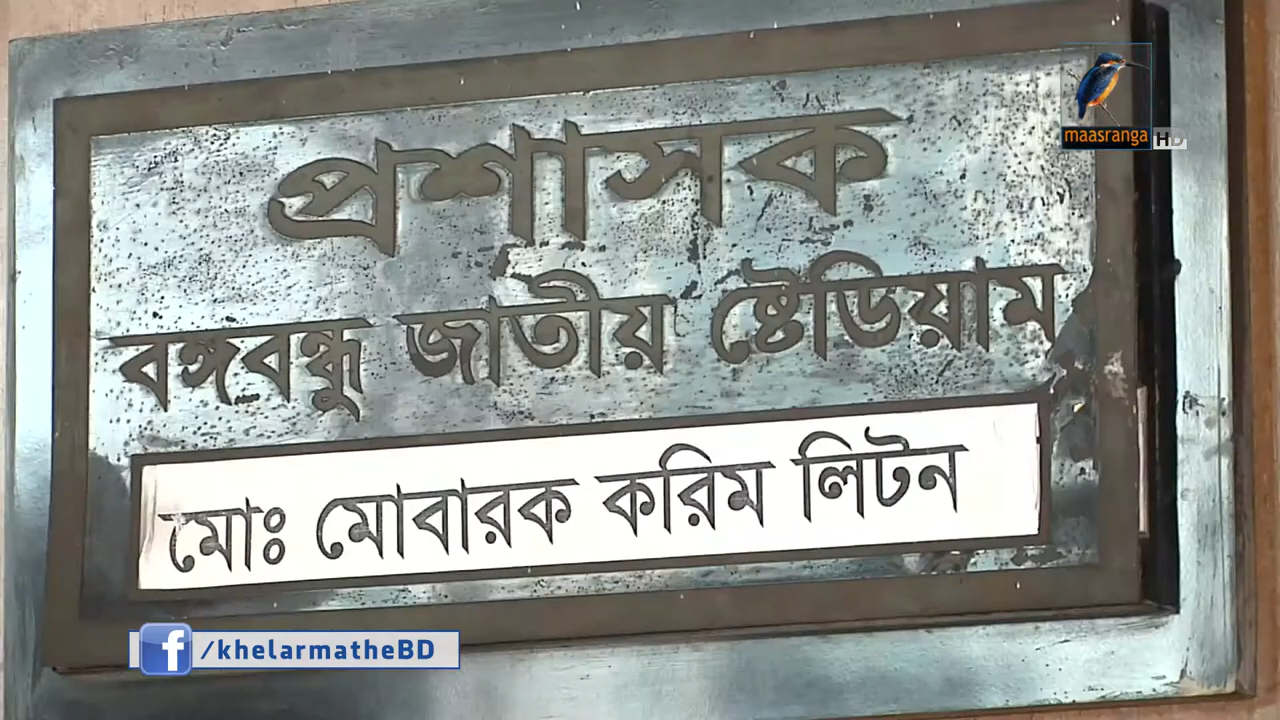 maasranga HD
প্রশাসক
বঙ্গবন্ধু জাতীয় ষ্টেডিয়াম
মোঃ মোবারক করিম লিটন
f /khelarmatheBD